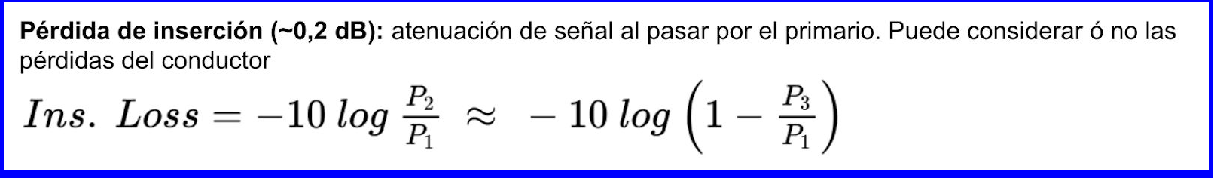 Pérdida de inserción (~0,2 dB): atenuación de señal al pasar por el primario. Puede considerar ó no las
pérdidas del conductor
Ins. Loss = −10 log P₂/P₁ ≈ − 10 log (1 − P₃/P₁)